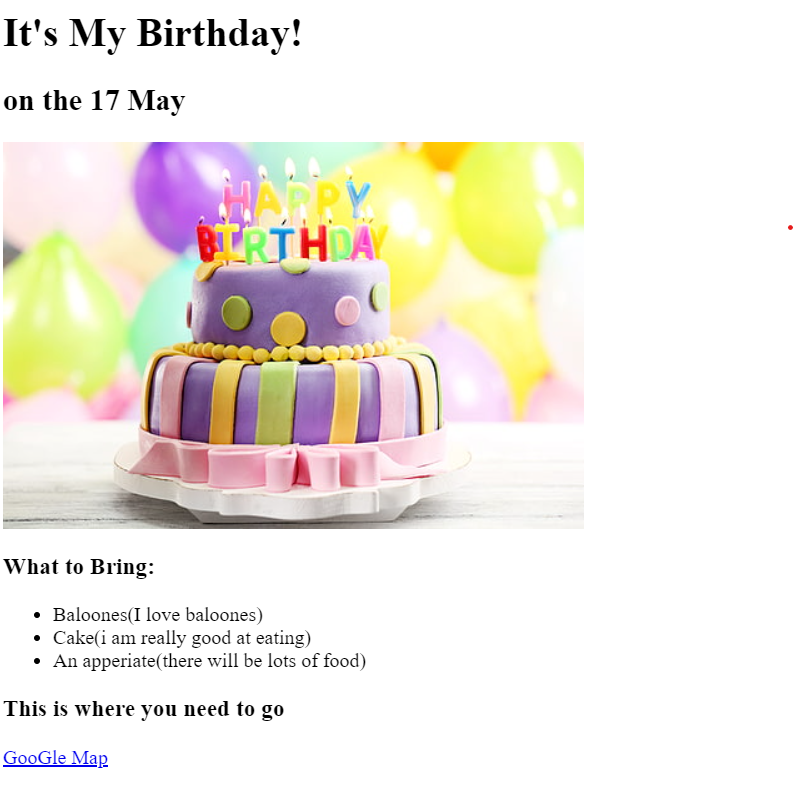 It's My Birthday!
on the 17 May
HAPPY
BIRTHDAY
What to Bring:
Baloones(I love baloones)
Cake(i am really good at eating)
An apperiate(there will be lots of food)
This is where you need to go
GooGle Map